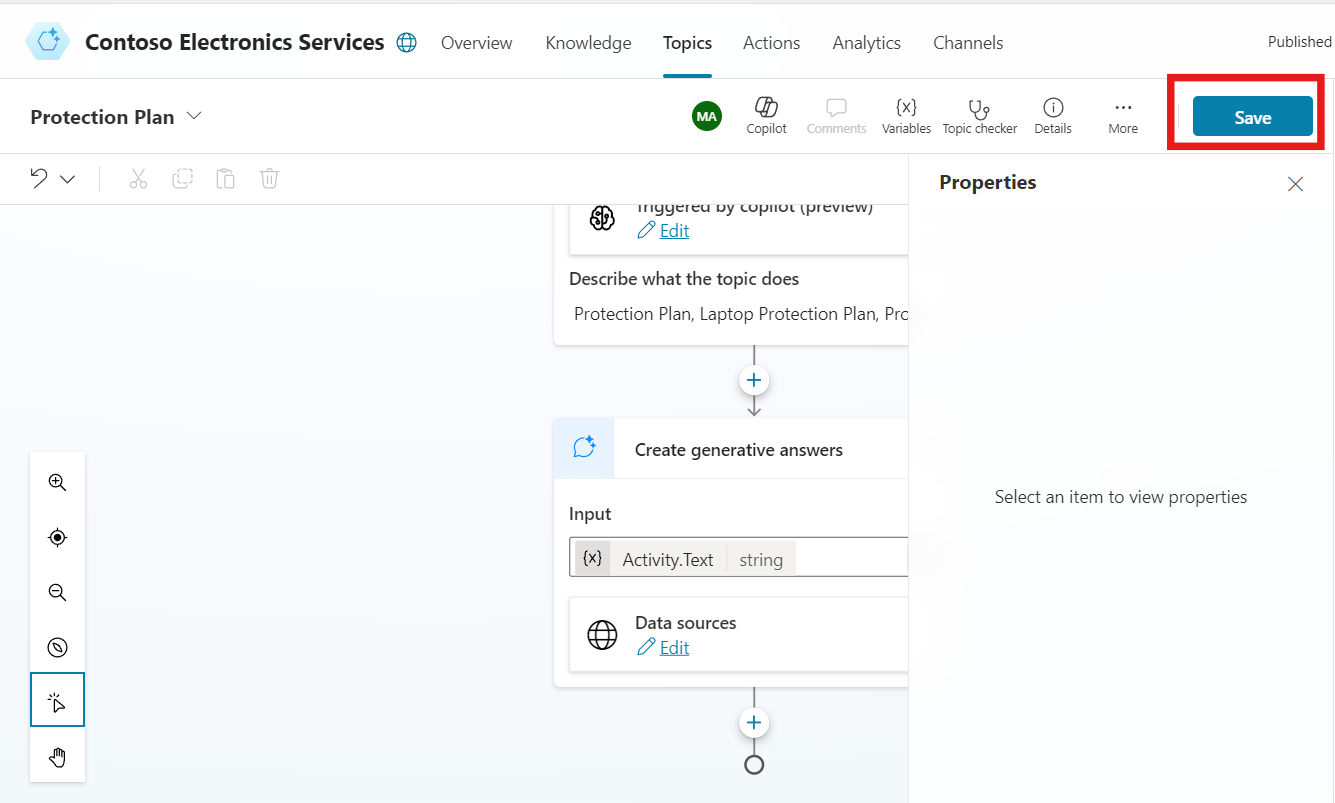 Contoso Electronics Services Overview Knowledge Topics Actions Analytics Channels Published
Protection Plan MA Copilot Comments {x} Variables Topic checker Details More Save
Properties
Triggered by copilot (preview)
Edit
Describe what the topic does
Protection Plan, Laptop Protection Plan, Pro
Create generative answers
Select an item to view properties
Input
{x} Activity.Text string
Data sources
Edit